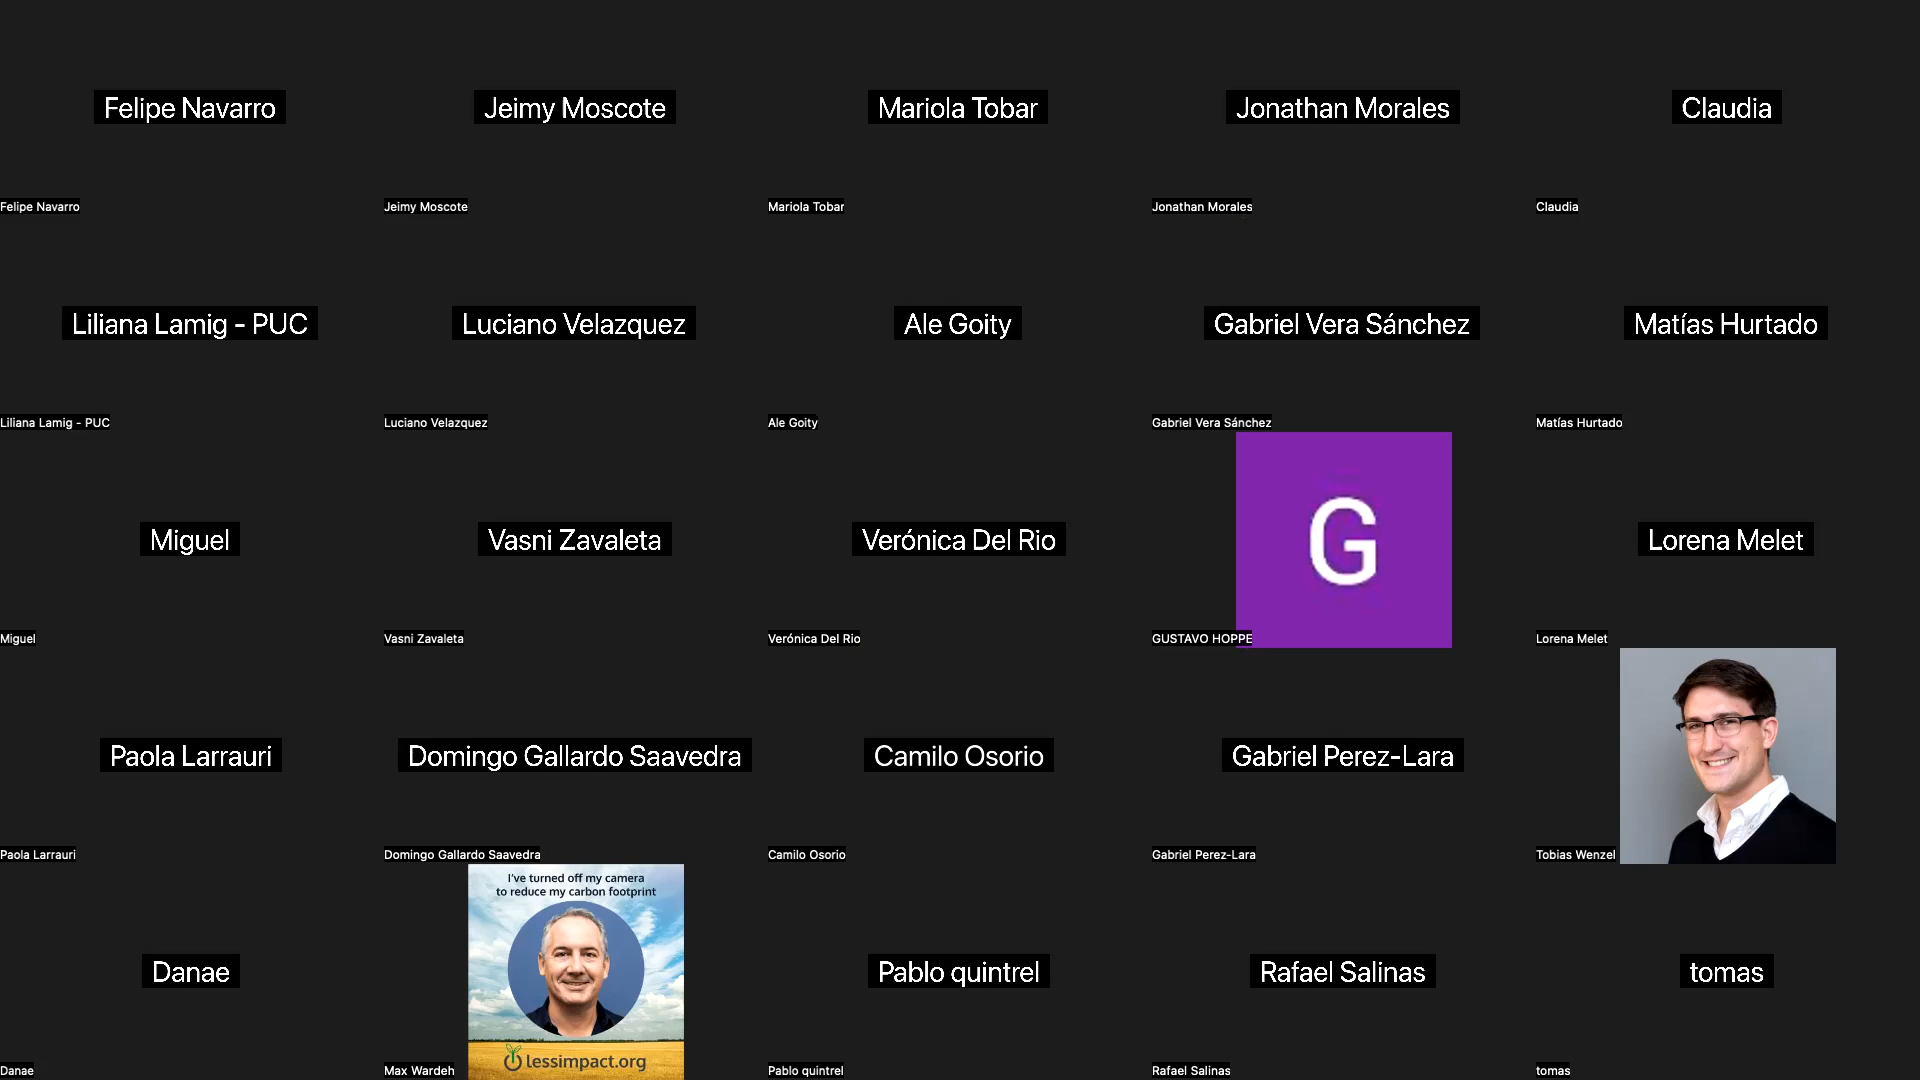 Felipe Navarro
Jeimy Moscote
Mariola Tobar
Jonathan Morales
Claudia
Felipe Navarro
Jeimy Moscote
Mariola Tobar
Jonathan Morales
Claudia
Liliana Lamig - PUC
Luciano Velazquez
Ale Goity
Gabriel Vera Sánchez
Matías Hurtado
Liliana Lamig - PUC
Luciano Velazquez
Ale Goity
Gabriel Vera Sánchez
Matías Hurtado
Miguel
Vasni Zavaleta
Verónica Del Rio
G
Lorena Melet
Miguel
Vasni Zavaleta
Verónica Del Rio
GUSTAVO HOPPE
Lorena Melet
Paola Larrauri
Domingo Gallardo Saavedra
Camilo Osorio
Gabriel Perez-Lara
Paola Larrauri
Domingo Gallardo Saavedra
Camilo Osorio
Gabriel Perez-Lara
Tobias Wenzel
Danae
I've turned off my camera
to reduce my carbon footprint
lessimpact.org
Pablo quintrel
Rafael Salinas
tomas
Danae
Max Wardeh
Pablo quintrel
Rafael Salinas
tomas